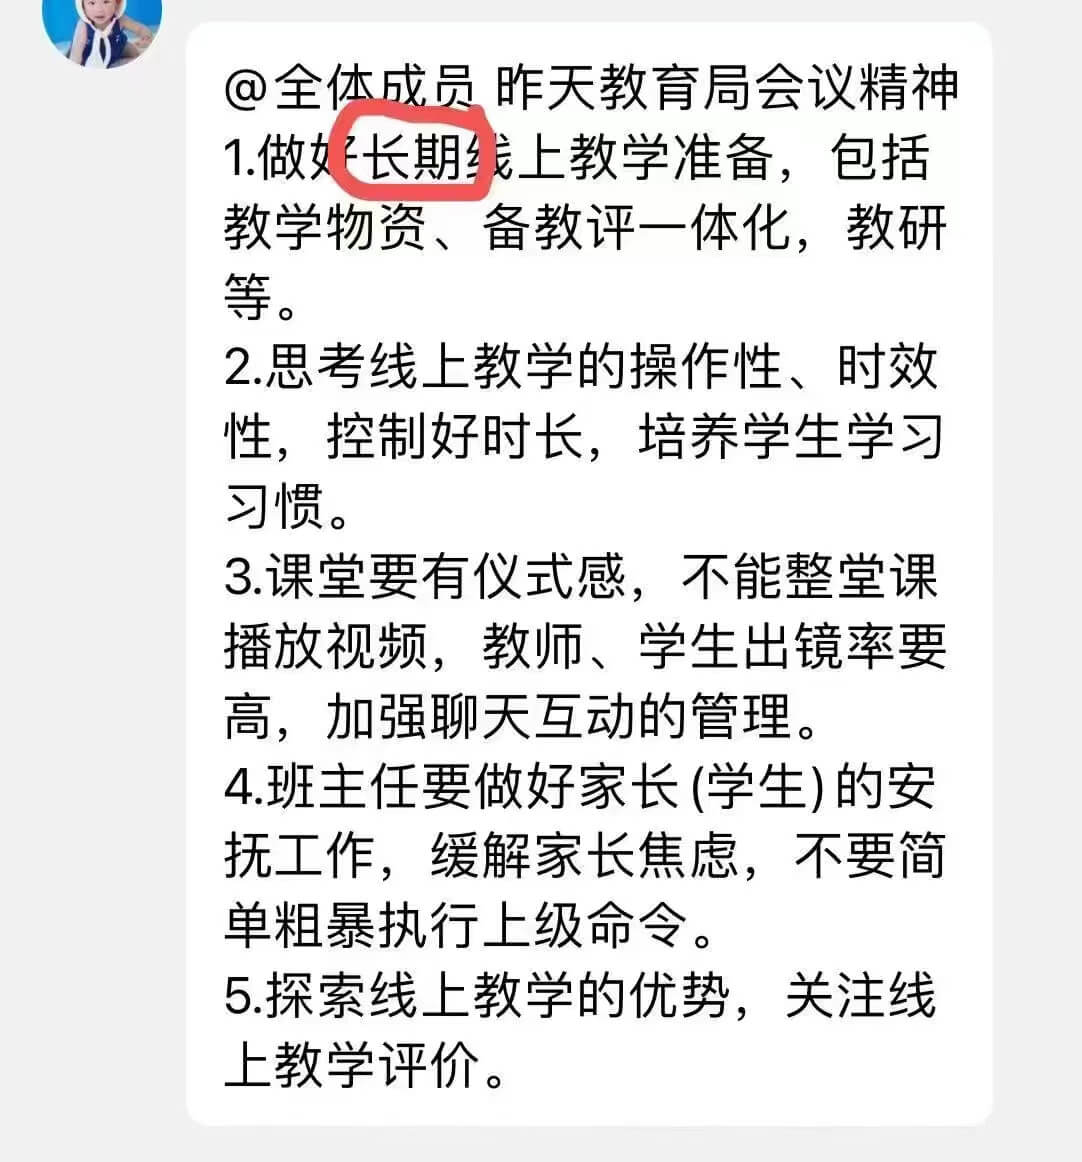 @全体成员 昨天教育局会议精神
1.做好长期线上教学准备，包括
教学物资、备教评一体化，教研
等。
2.思考线上教学的操作性、时效
性，控制好时长，培养学生学习
习惯。
3.课堂要有仪式感，不能整堂课
播放视频，教师、学生出镜率要
高，加强聊天互动的管理。
4.班主任要做好家长(学生)的安
抚工作，缓解家长焦虑，不要简
单粗暴执行上级命令。
5.探索线上教学的优势，关注线
上教学评价。